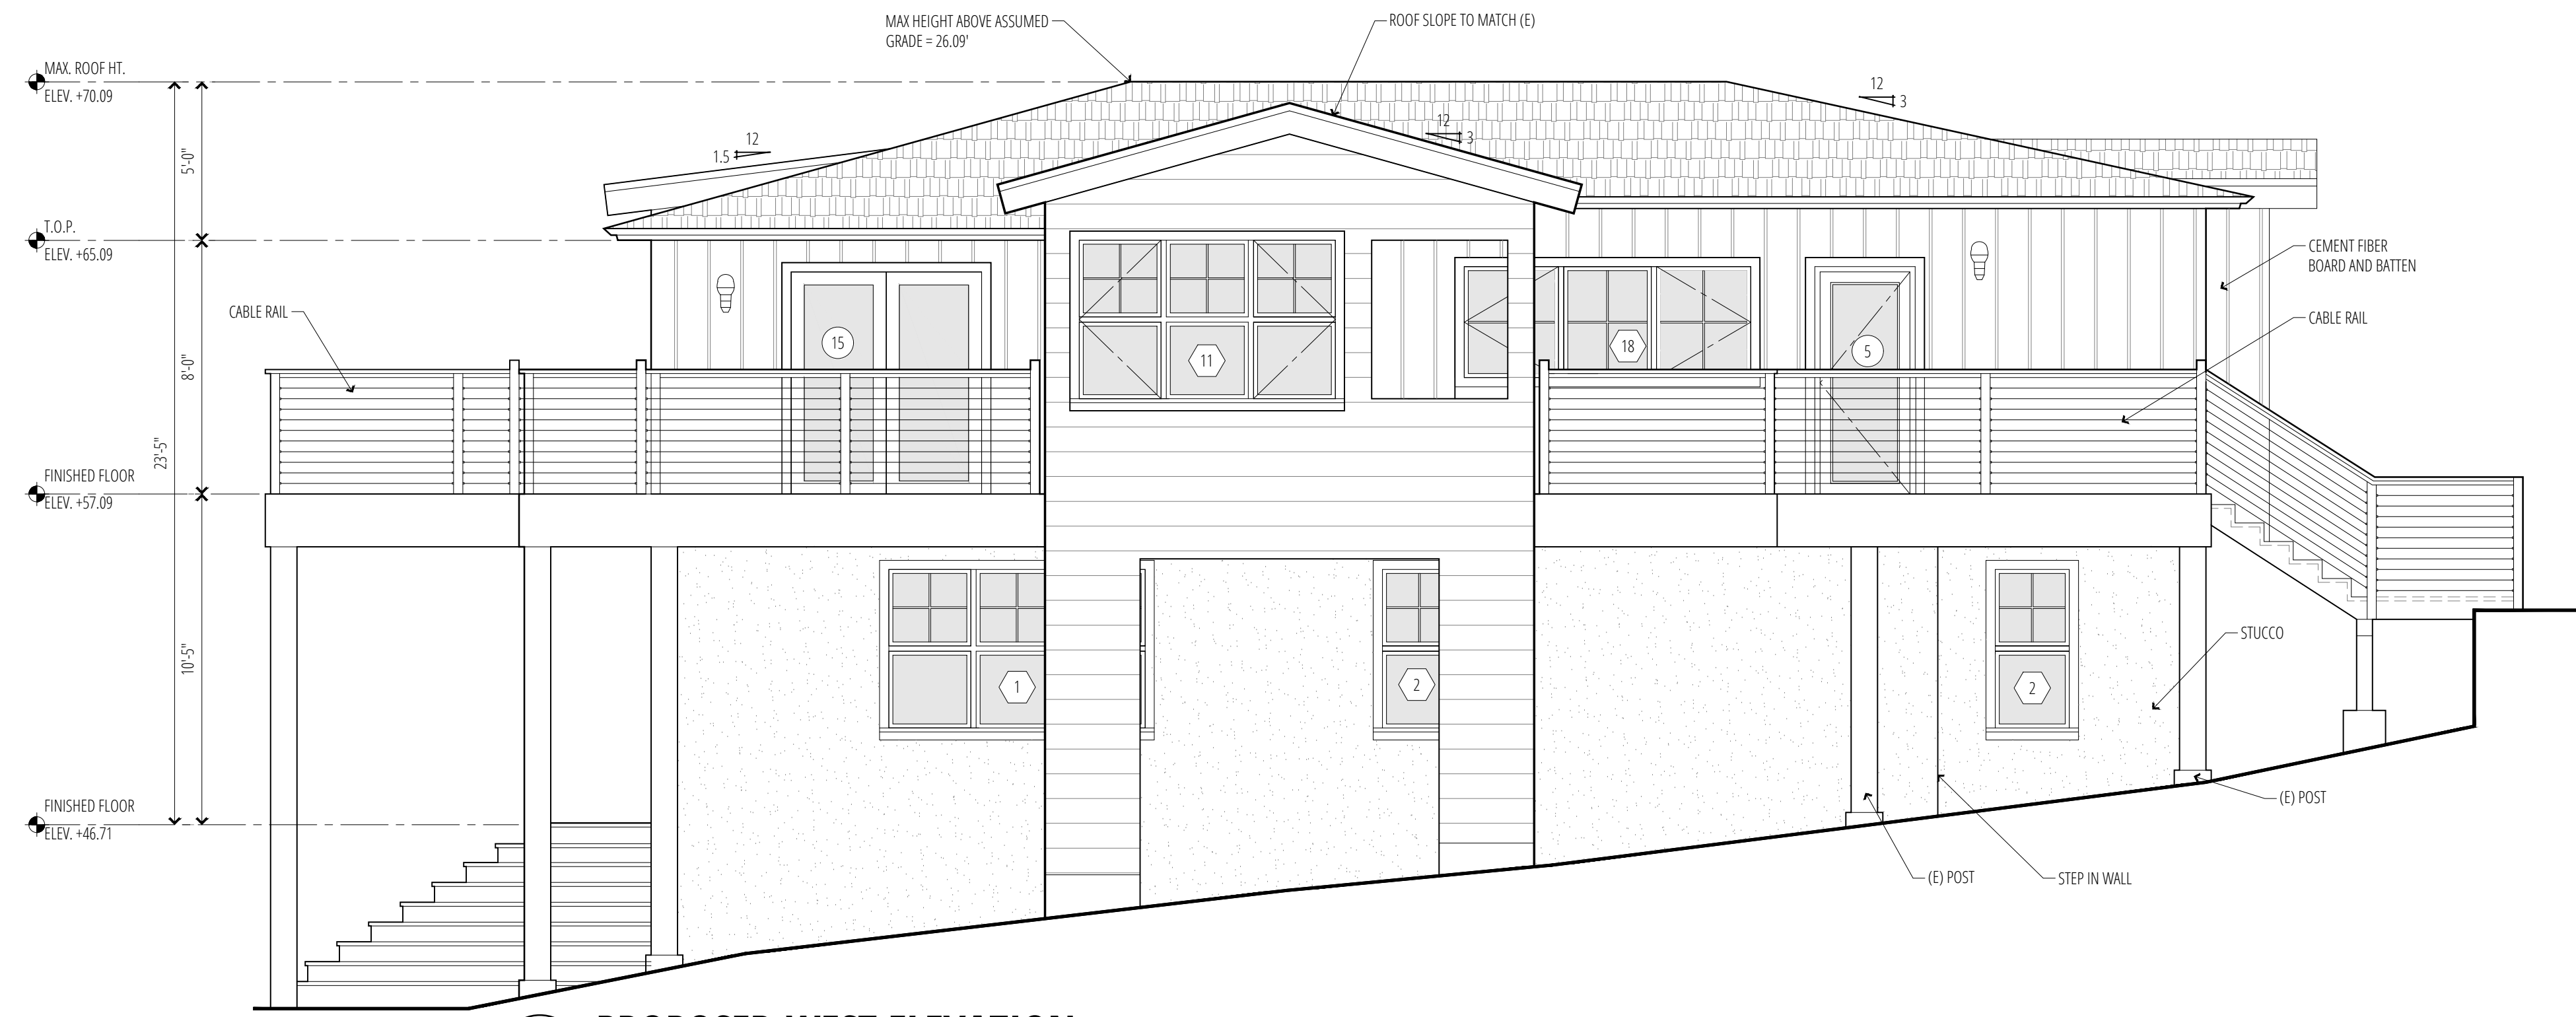 MAX HEIGHT ABOVE ASSUMED
GRADE = 26.09'
ROOF SLOPE TO MATCH (E)
MAX. ROOF HT.
ELEV. +70.09
12
3
12
3
12
1.5
5'-0"
T.O.P.
ELEV. +65.09
CEMENT FIBER
BOARD AND BATTEN
CABLE RAIL
CABLE RAIL
15
11
18
5
8'-0"
23'-5"
FINISHED FLOOR
ELEV. +57.09
10'-5"
STUCCO
1
2
2
FINISHED FLOOR
ELEV. +46.71
(E) POST
(E) POST
STEP IN WALL
PROPOSED WEST ELEVATION